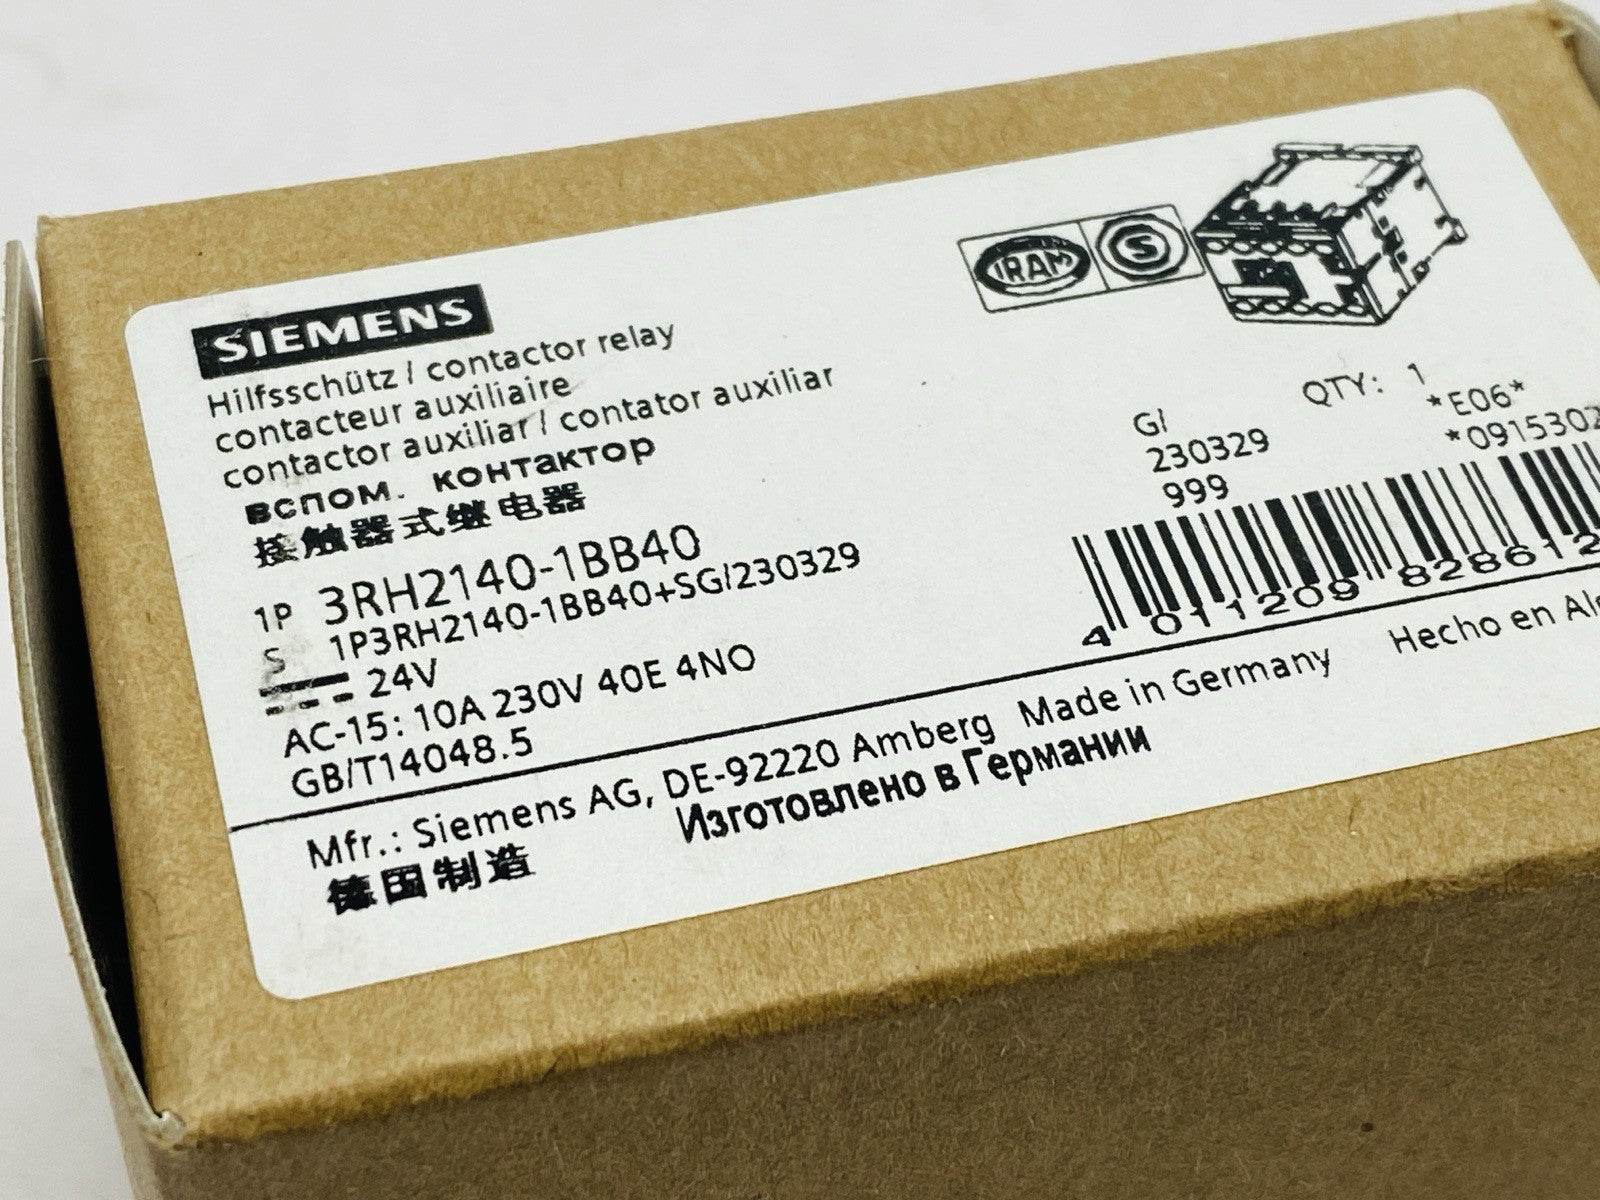 SIEMENS
Hilfsschütz / contactor relay
contacteur auxiliaire
contactor auxiliar / contator auxiliar
вспом. контактор
接触器式继电器
1P 3RH2140-1BB40
S 1P3RH2140-1BB40+SG/230329
24V
AC-15: 10A 230V 40E 4NO
GB/T14048.5
IRAM S
QTY: 1
G/
230329
999
*E06*
*0915302
4 011209 828612
Mfr.: Siemens AG, DE-92220 Amberg Made in Germany Hecho en
德国制造 Изготовлено в Германии